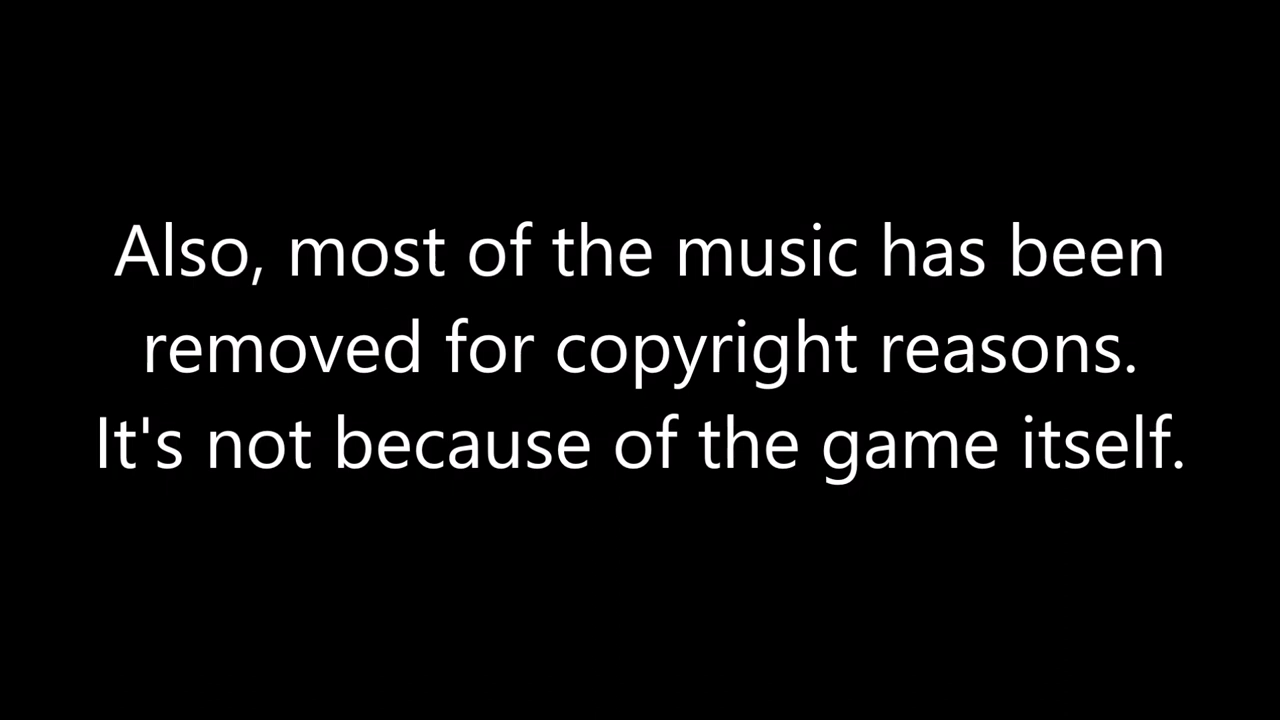 Also, most of the music has been
removed for copyright reasons.
It's not because of the game itself.